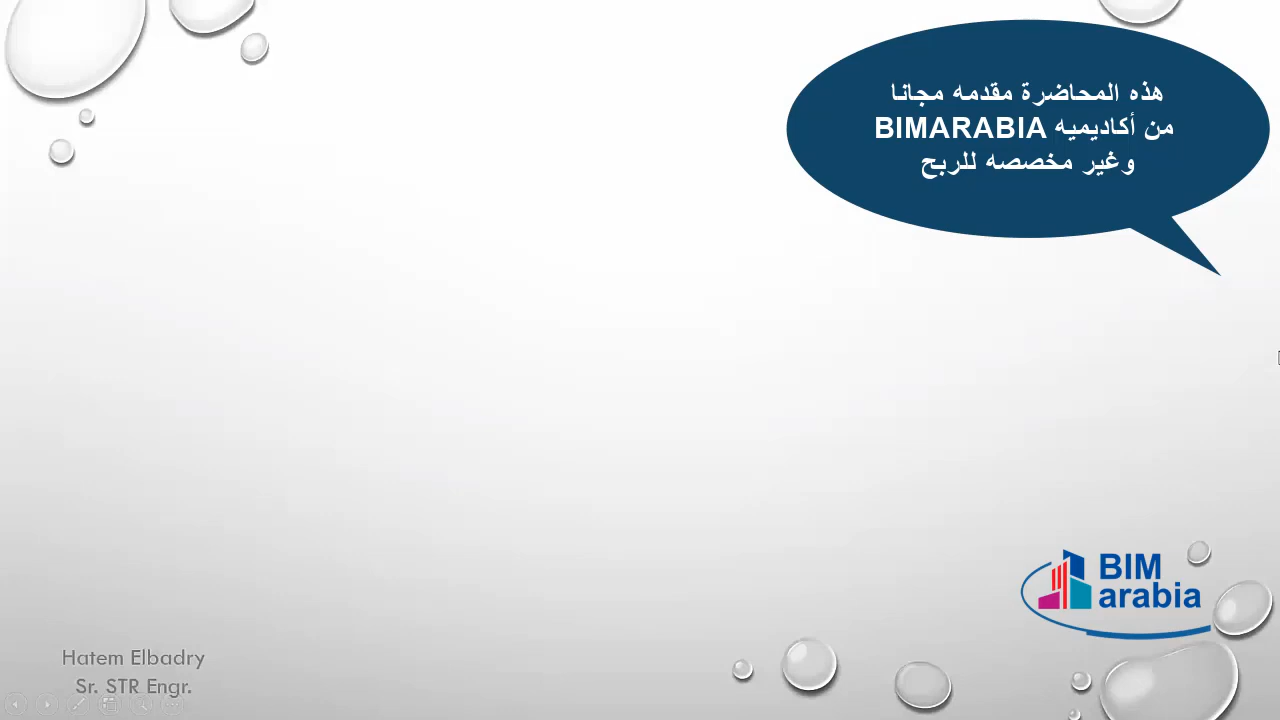 هذه المحاضرة مقدمه مجانا
من أكاديميه BIMARABIA
وغير مخصصه للربح
BIM
arabia
Hatem Elbadry
Sr. STR Engr.